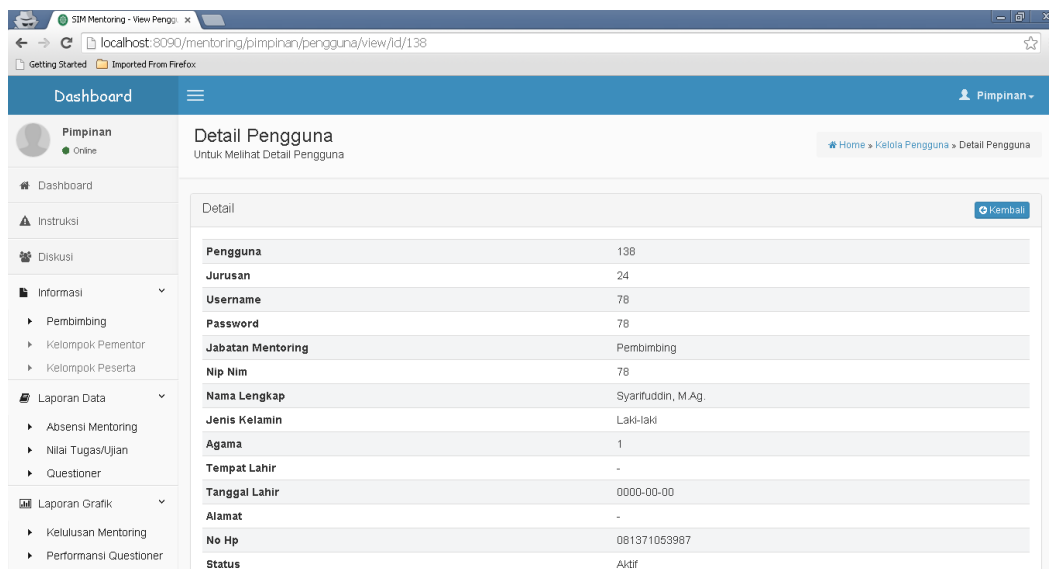 SIM Mentoring - View Penggu
localhost:8090/mentoring/pimpinan/pengguna/view/id/138
Getting Started Imported From Firefox
Dashboard Pimpinan
Pimpinan
Online
Detail Pengguna
Untuk Melihat Detail Pengguna
Home » Kelola Pengguna » Detail Pengguna
Dashboard
Instruksi
Diskusi
Informasi
Pembimbing
Kelompok Pementor
Kelompok Peserta
Laporan Data
Absensi Mentoring
Nilai Tugas/Ujian
Questioner
Laporan Grafik
Kelulusan Mentoring
Performansi Questioner
Detail Kembali
Pengguna 138
Jurusan 24
Username 78
Password 78
Jabatan Mentoring Pembimbing
Nip Nim 78
Nama Lengkap Syarifuddin, M.Ag.
Jenis Kelamin Laki-laki
Agama 1
Tempat Lahir -
Tanggal Lahir 0000-00-00
Alamat -
No Hp 081371053987
Status Aktif